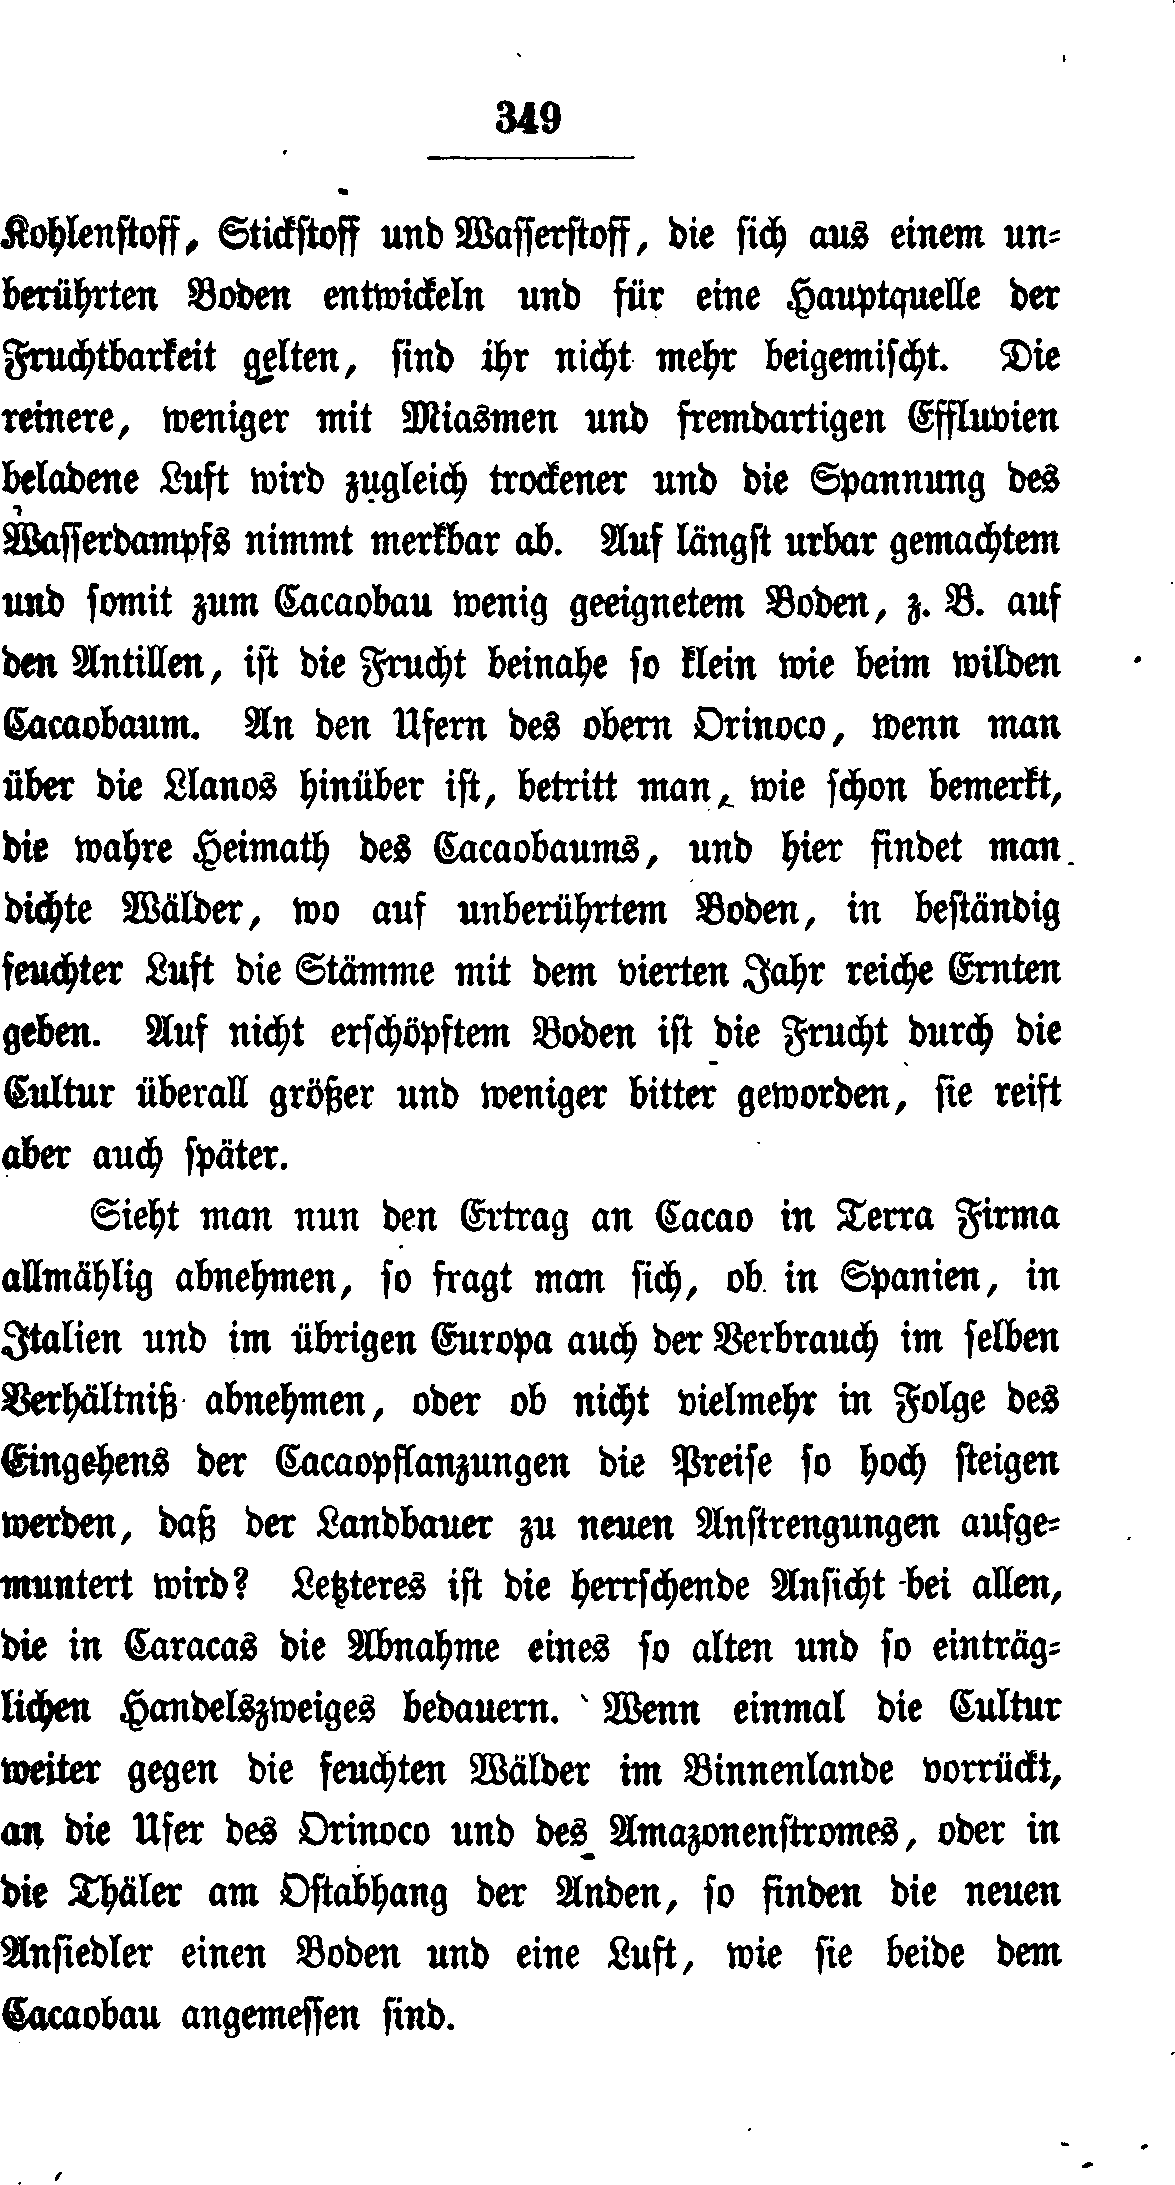 349
Kohlenstoff, Stickstoff und Wasserstoff, die sich aus einem un-
berührten Boden entwickeln und für eine Hauptquelle der
Fruchtbarkeit gelten, sind ihr nicht mehr beigemischt. Die
reinere, weniger mit Miasmen und fremdartigen Effluvien
beladene Luft wird zugleich trockener und die Spannung des
Wasserdampfs nimmt merkbar ab. Auf längst urbar gemachtem
und somit zum Cacaobau wenig geeignetem Boden, z. B. auf
den Antillen, ist die Frucht beinahe so klein wie beim wilden
Cacaobaum. An den Ufern des obern Orinoco, wenn man
über die Llanos hinüber ist, betritt man, wie schon bemerkt,
die wahre Heimath des Cacaobaums, und hier findet man
dichte Wälder, wo auf unberührtem Boden, in beständig
feuchter Luft die Stämme mit dem vierten Jahr reiche Ernten
geben. Auf nicht erschöpftem Boden ist die Frucht durch die
Cultur überall größer und weniger bitter geworden, sie reift
aber auch später.
Sieht man nun den Ertrag an Cacao in Terra Firma
allmählig abnehmen, so fragt man sich, ob in Spanien, in
Italien und im übrigen Europa auch der Verbrauch im selben
Verhältniß abnehmen, oder ob nicht vielmehr in Folge des
Eingehens der Cacaopflanzungen die Preise so hoch steigen
werden, daß der Landbauer zu neuen Anstrengungen aufge-
muntert wird? Letzteres ist die herrschende Ansicht bei allen,
die in Caracas die Abnahme eines so alten und so einträg-
lichen Handelszweiges bedauern. Wenn einmal die Cultur
weiter gegen die feuchten Wälder im Binnenlande vorrückt,
an die Ufer des Orinoco und des Amazonenstromes, oder in
die Thäler am Ostabhang der Anden, so finden die neuen
Ansiedler einen Boden und eine Luft, wie sie beide dem
Cacaobau angemessen sind.